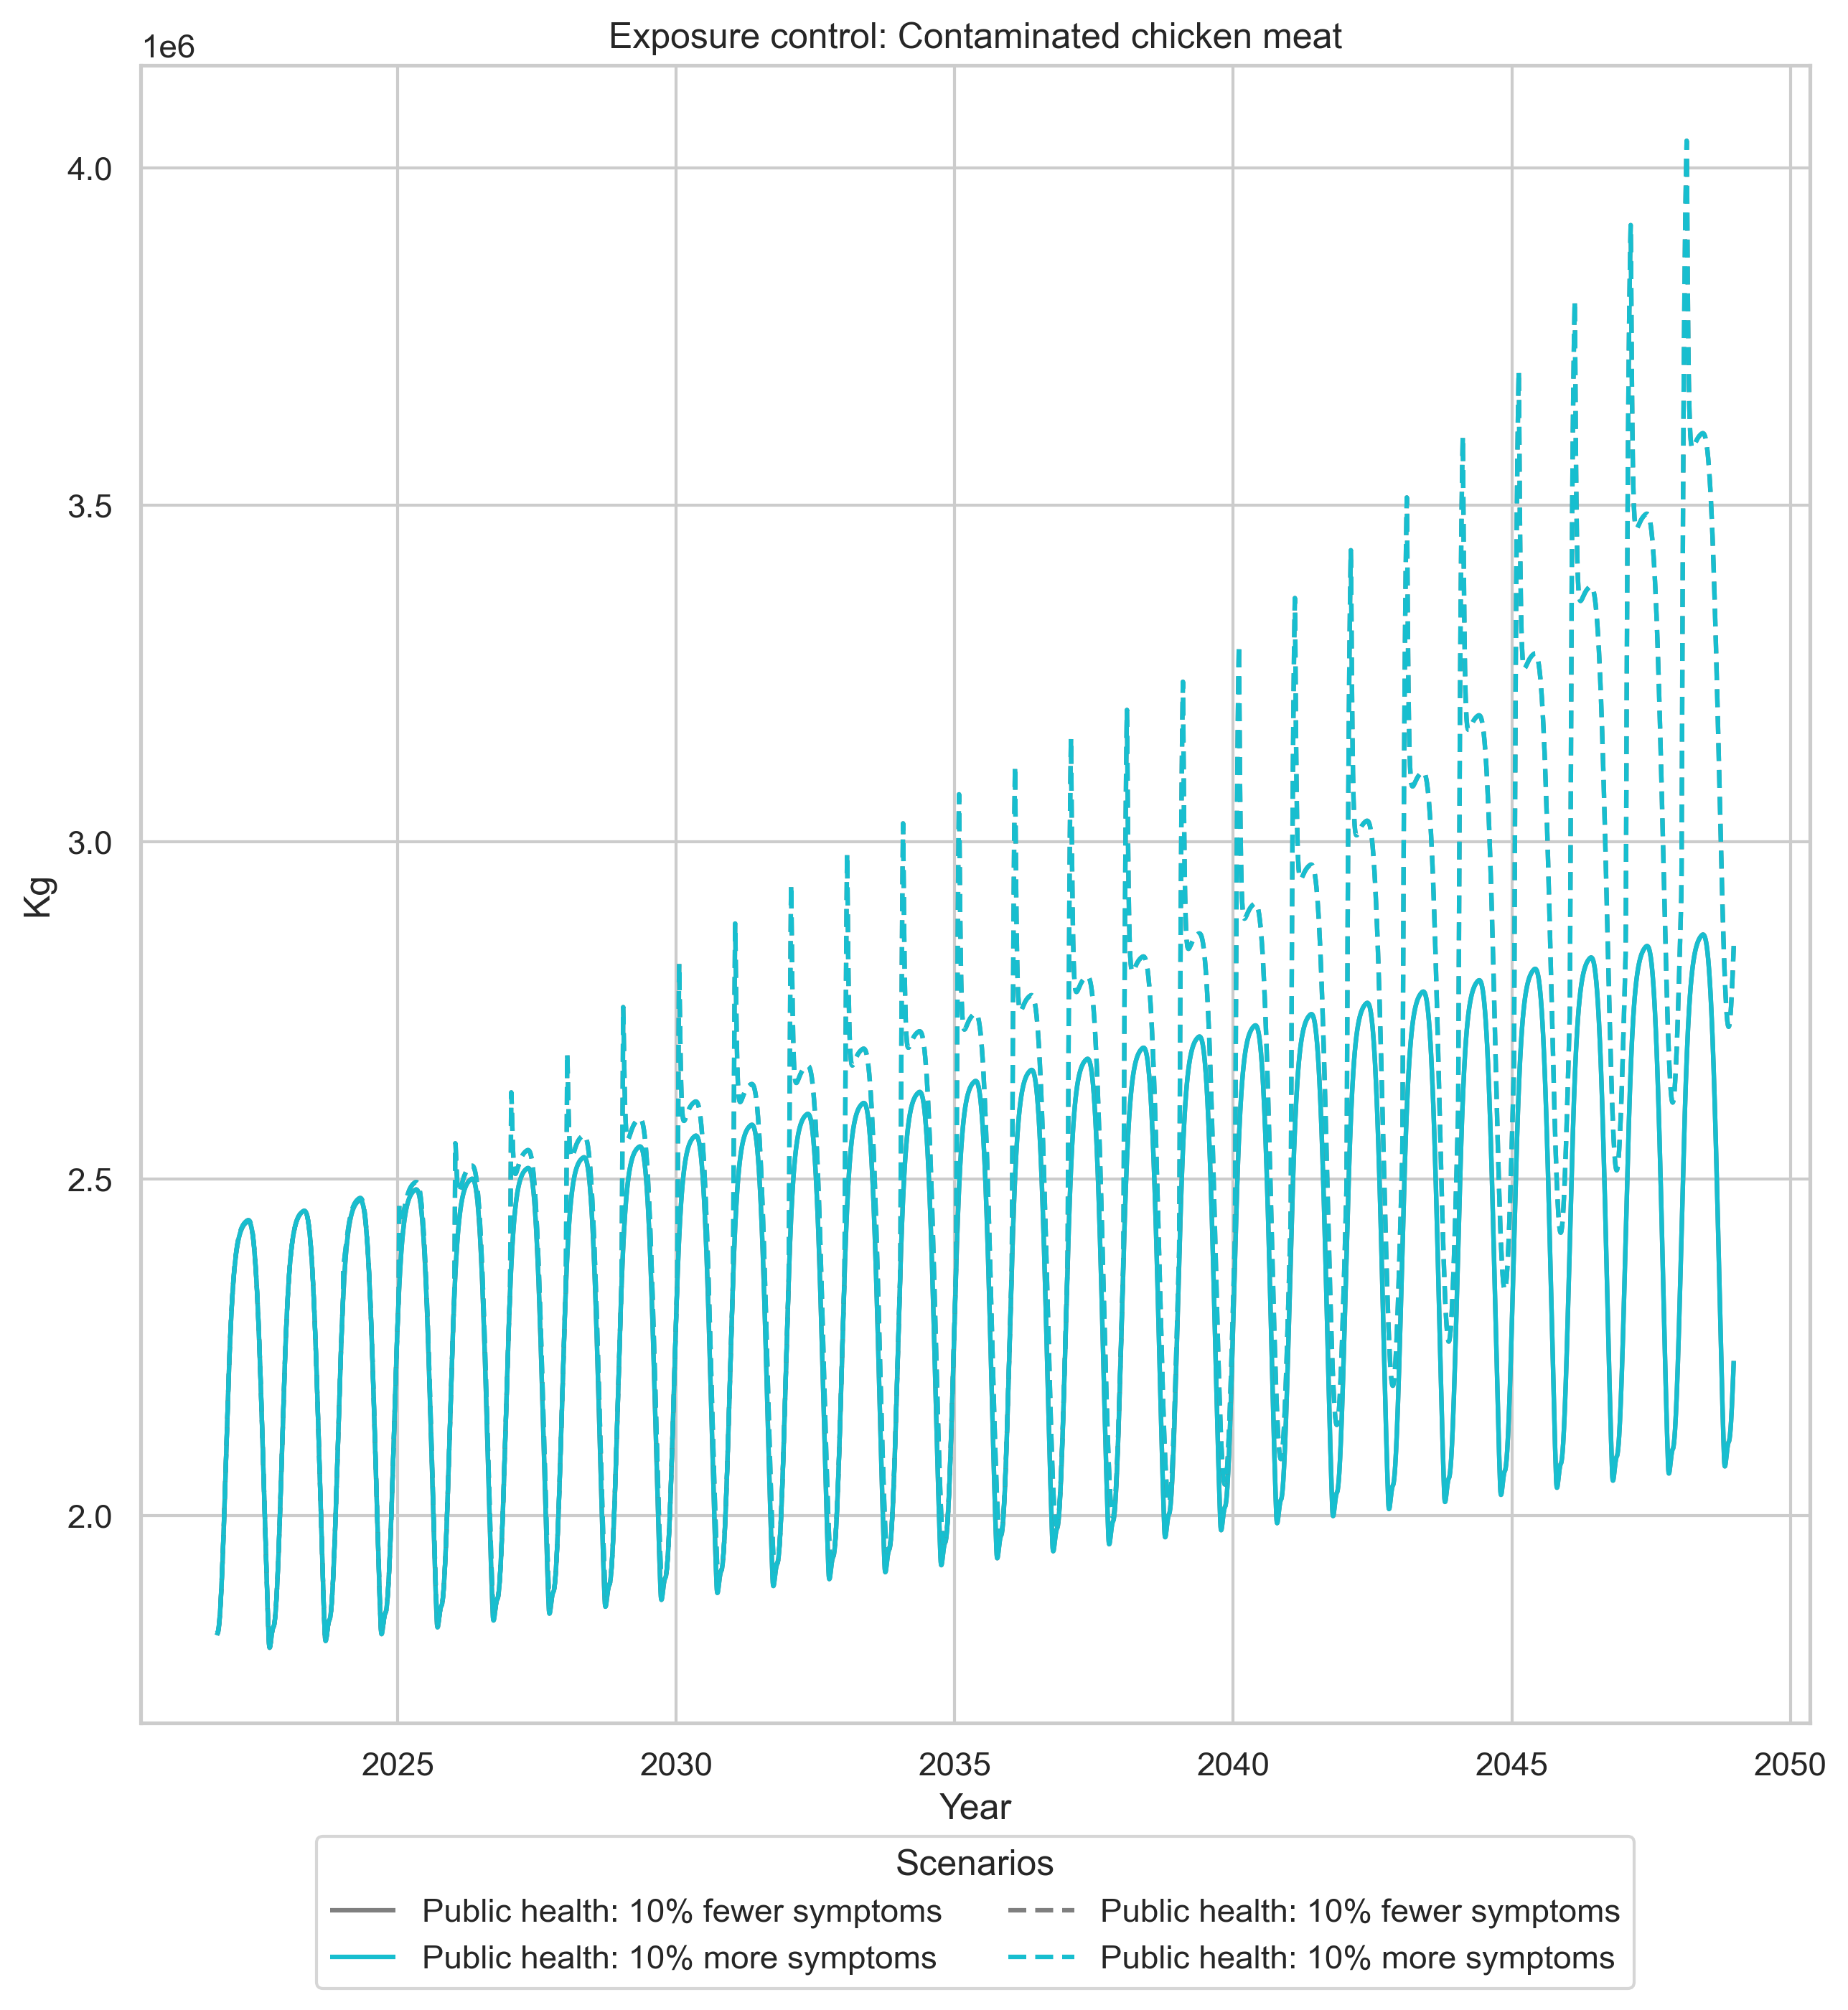 Exposure control: Contaminated chicken meat
1e6
4.0
3.5
3.0
2.5
2.0
Kg
2025 2030 2035 2040 2045 2050
Year
Scenarios
Public health: 10% fewer symptoms Public health: 10% fewer symptoms
Public health: 10% more symptoms Public health: 10% more symptoms